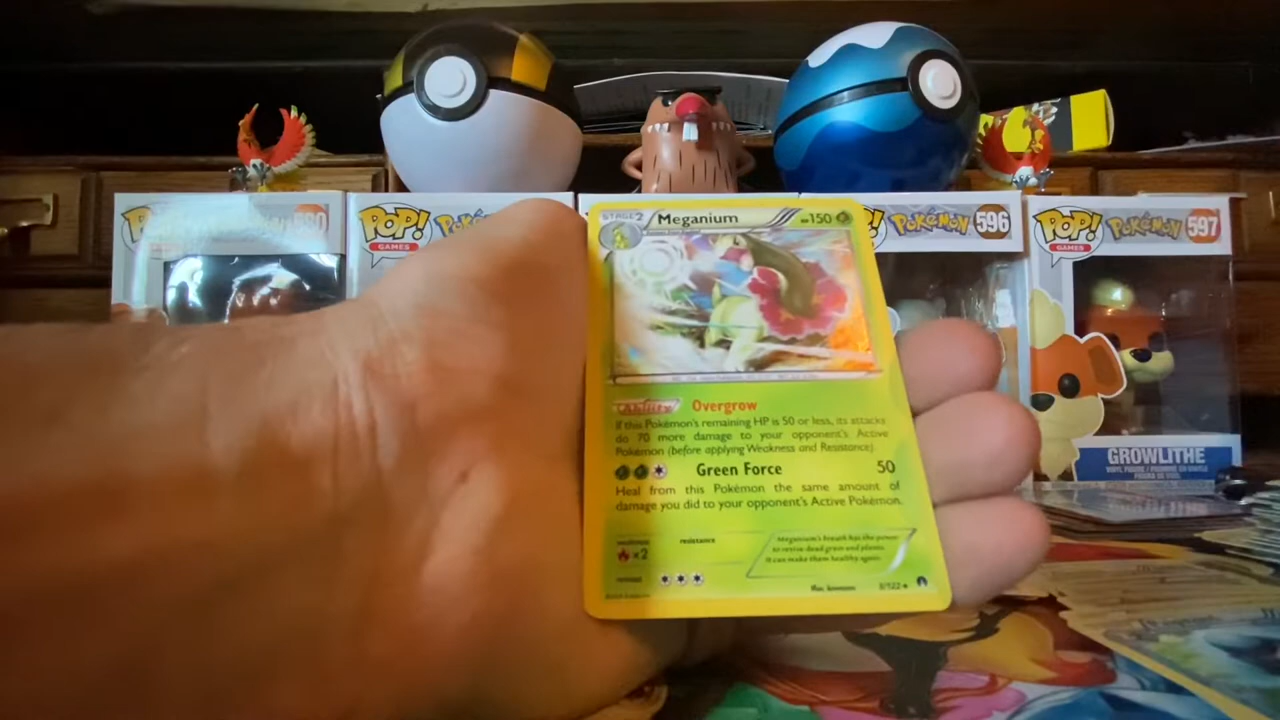 POP!
GAMES
580
POP!
GAMES
Pokémon 596
POP!
GAMES
Pokémon 597
STAGE2 Meganium HP150
Ability Overgrow
If this Pokémon's remaining HP is 50 or less, its attacks
do 70 more damage to your opponent's Active
Pokémon (before applying Weakness and Resistance).
Green Force 50
Heal from this Pokémon the same amount of
damage you did to your opponent's Active Pokémon.
weakness resistance
×2
retreat
Meganium's breath has the power
to revive dead grass and plants.
It can make them healthy again.
GROWLITHE